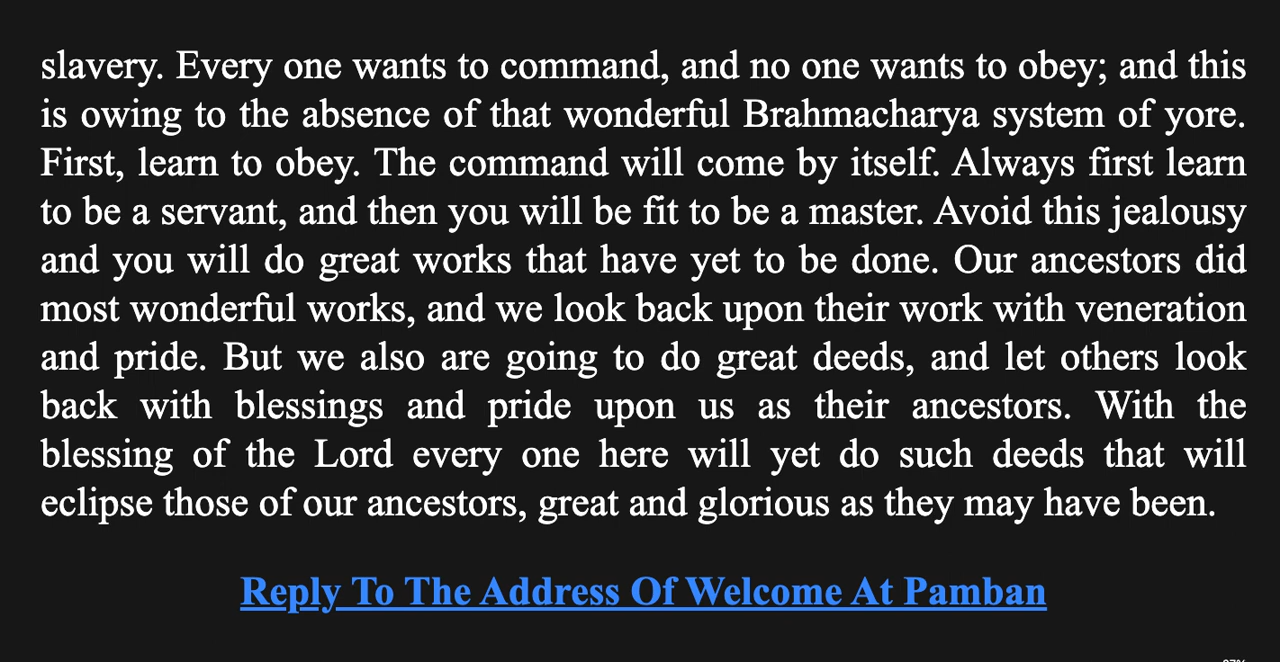 slavery. Every one wants to command, and no one wants to obey; and this
is owing to the absence of that wonderful Brahmacharya system of yore.
First, learn to obey. The command will come by itself. Always first learn
to be a servant, and then you will be fit to be a master. Avoid this jealousy
and you will do great works that have yet to be done. Our ancestors did
most wonderful works, and we look back upon their work with veneration
and pride. But we also are going to do great deeds, and let others look
back with blessings and pride upon us as their ancestors. With the
blessing of the Lord every one here will yet do such deeds that will
eclipse those of our ancestors, great and glorious as they may have been.
Reply To The Address Of Welcome At Pamban